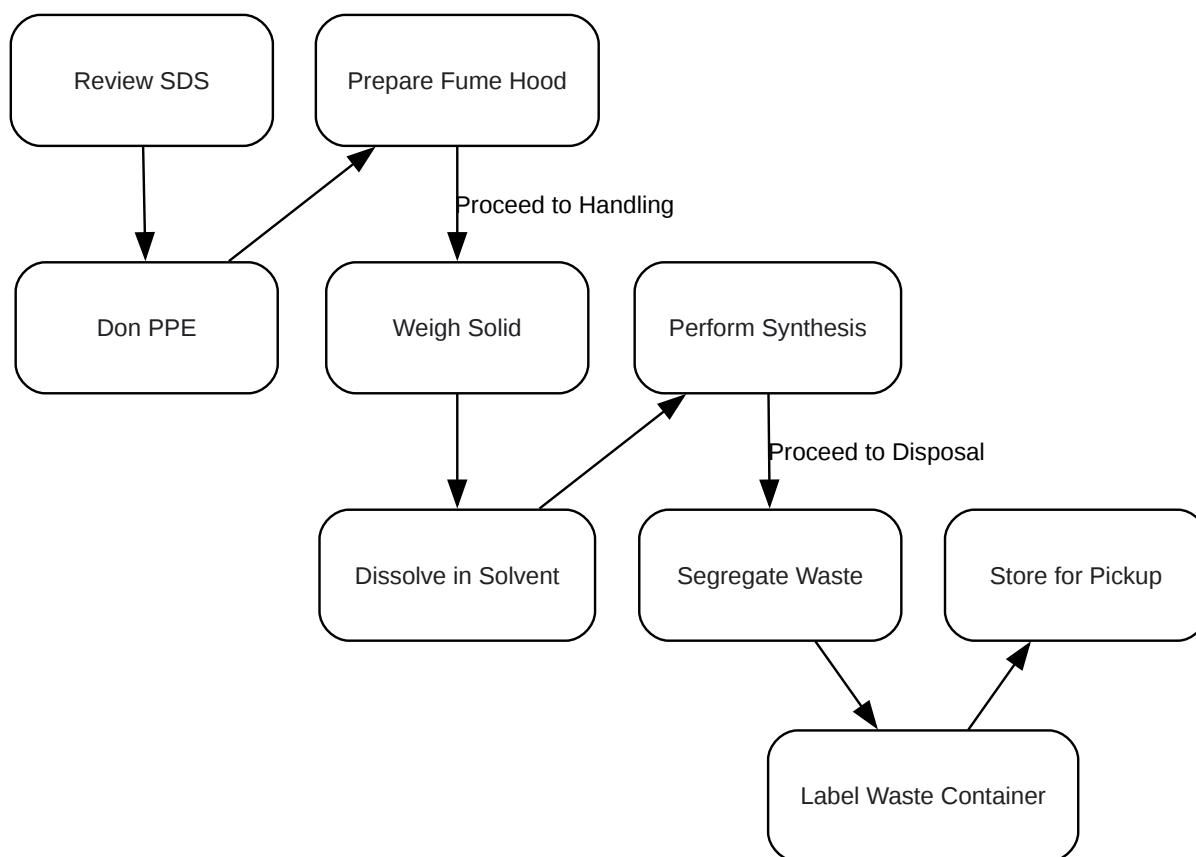 Review SDS
Prepare Fume Hood
Proceed to Handling
Don PPE
Weigh Solid
Perform Synthesis
Proceed to Disposal
Dissolve in Solvent
Segregate Waste
Store for Pickup
Label Waste Container